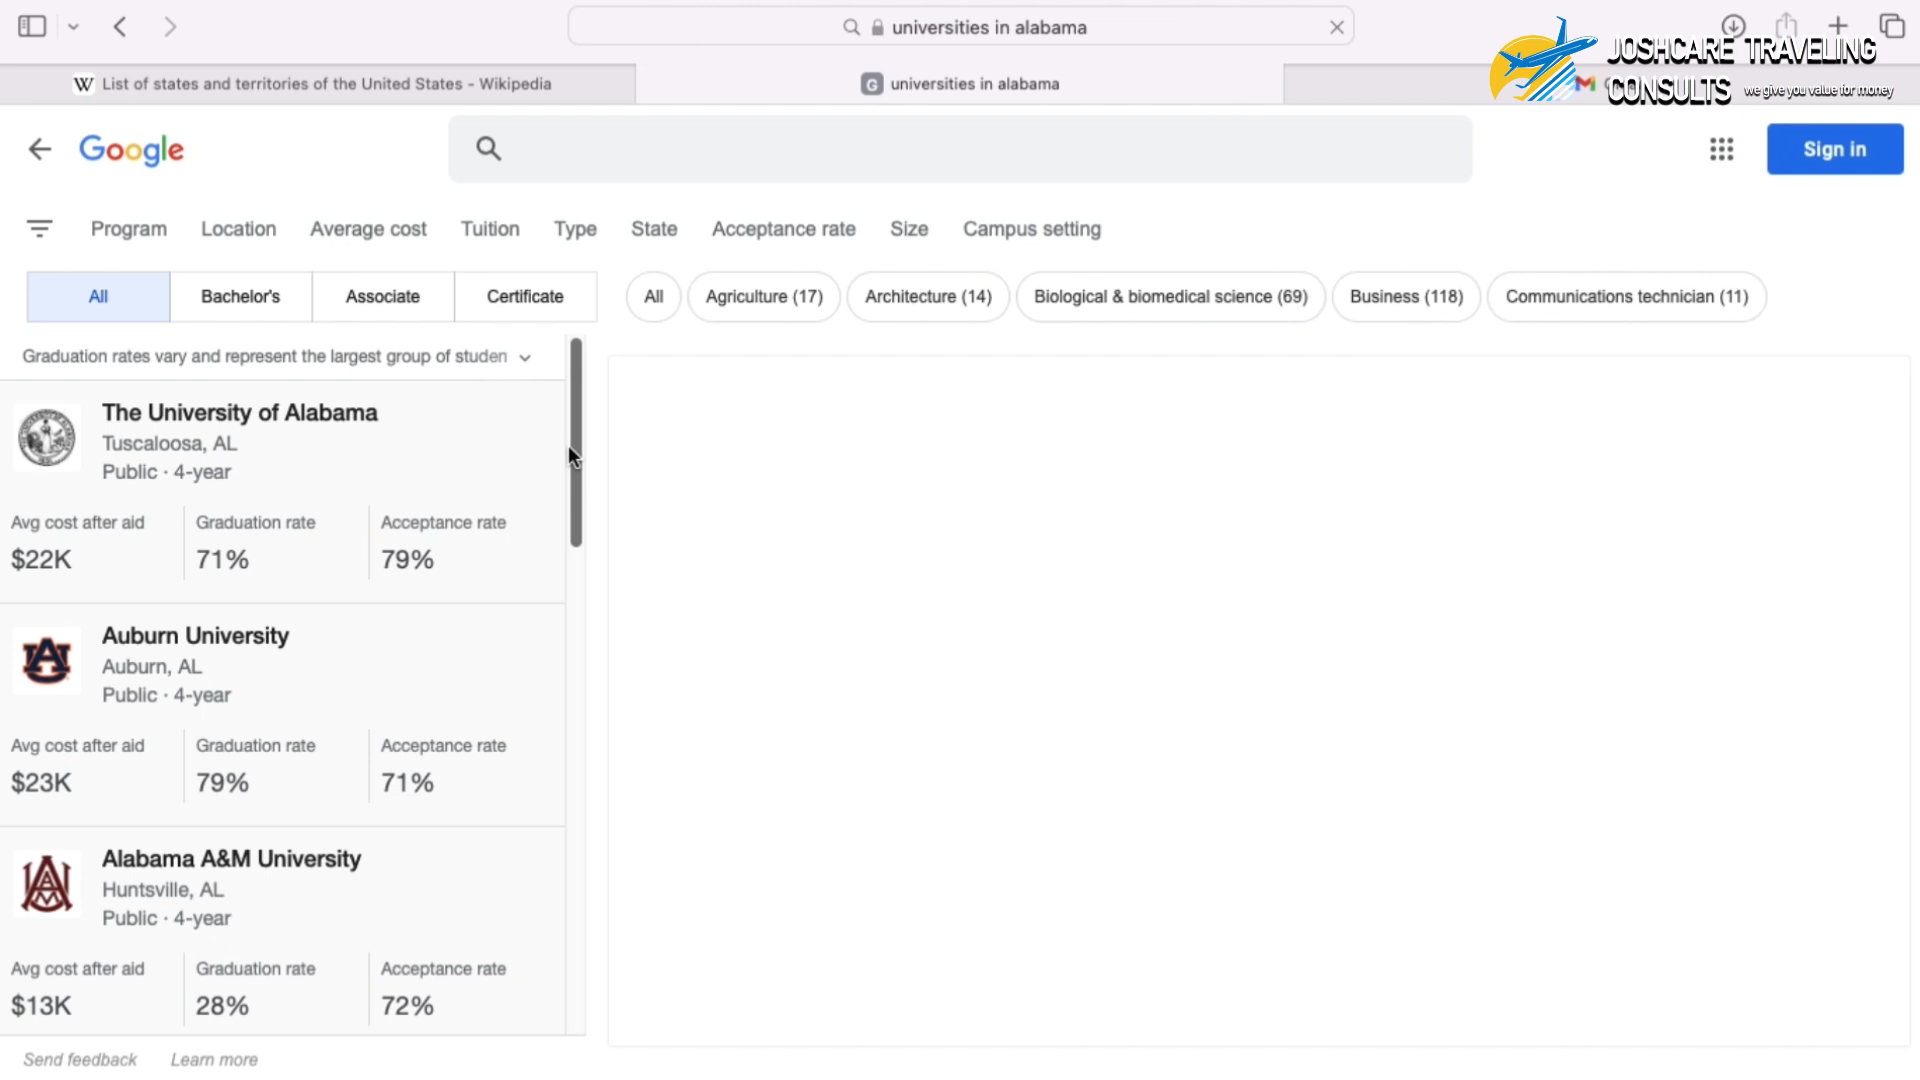 universities in alabama
JOSHCARE TRAVELING
CONSULTS we give you value for money
W List of states and territories of the United States - Wikipedia
G universities in alabama
Google
Sign in
Program Location Average cost Tuition Type State Acceptance rate Size Campus setting
All Bachelor's Associate Certificate
All Agriculture (17) Architecture (14) Biological & biomedical science (69) Business (118) Communications technician (11)
Graduation rates vary and represent the largest group of studen
The University of Alabama
Tuscaloosa, AL
Public · 4-year
Avg cost after aid Graduation rate Acceptance rate
$22K 71% 79%
Auburn University
Auburn, AL
Public · 4-year
Avg cost after aid Graduation rate Acceptance rate
$23K 79% 71%
Alabama A&M University
Huntsville, AL
Public · 4-year
Avg cost after aid Graduation rate Acceptance rate
$13K 28% 72%
Send feedback Learn more